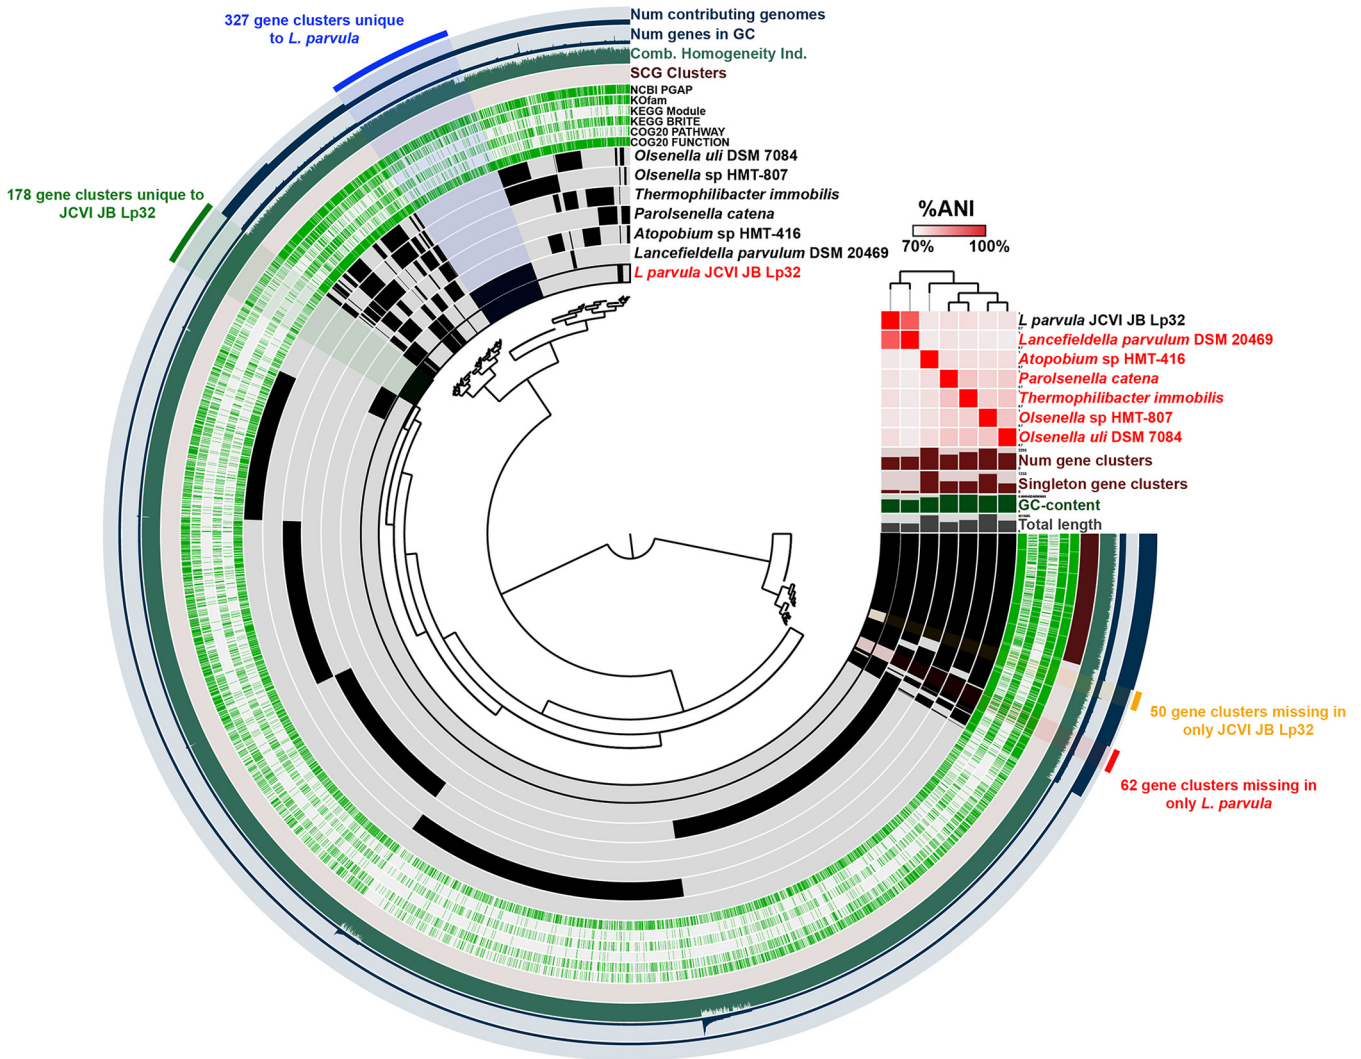 327 gene clusters unique
to L. parvula
178 gene clusters unique to
JCVI JB Lp32
Num contributing genomes
Num genes in GC
Comb. Homogeneity Ind.
SCG Clusters
NCBI PGAP
KOfam
KEGG Module
KEGG BRITE
COG20 PATHWAY
COG20 FUNCTION
Olsenella uli DSM 7084
Olsenella sp HMT-807
Thermophilibacter immobilis
Parolsenella catena
Atopobium sp HMT-416
Lancefieldella parvulum DSM 20469
L parvula JCVI JB Lp32
%ANI
70% 100%
L parvula JCVI JB Lp32
Lancefieldella parvulum DSM 20469
Atopobium sp HMT-416
Parolsenella catena
Thermophilibacter immobilis
Olsenella sp HMT-807
Olsenella uli DSM 7084
Num gene clusters
Singleton gene clusters
GC-content
Total length
50 gene clusters missing in
only JCVI JB Lp32
62 gene clusters missing in
only L. parvula